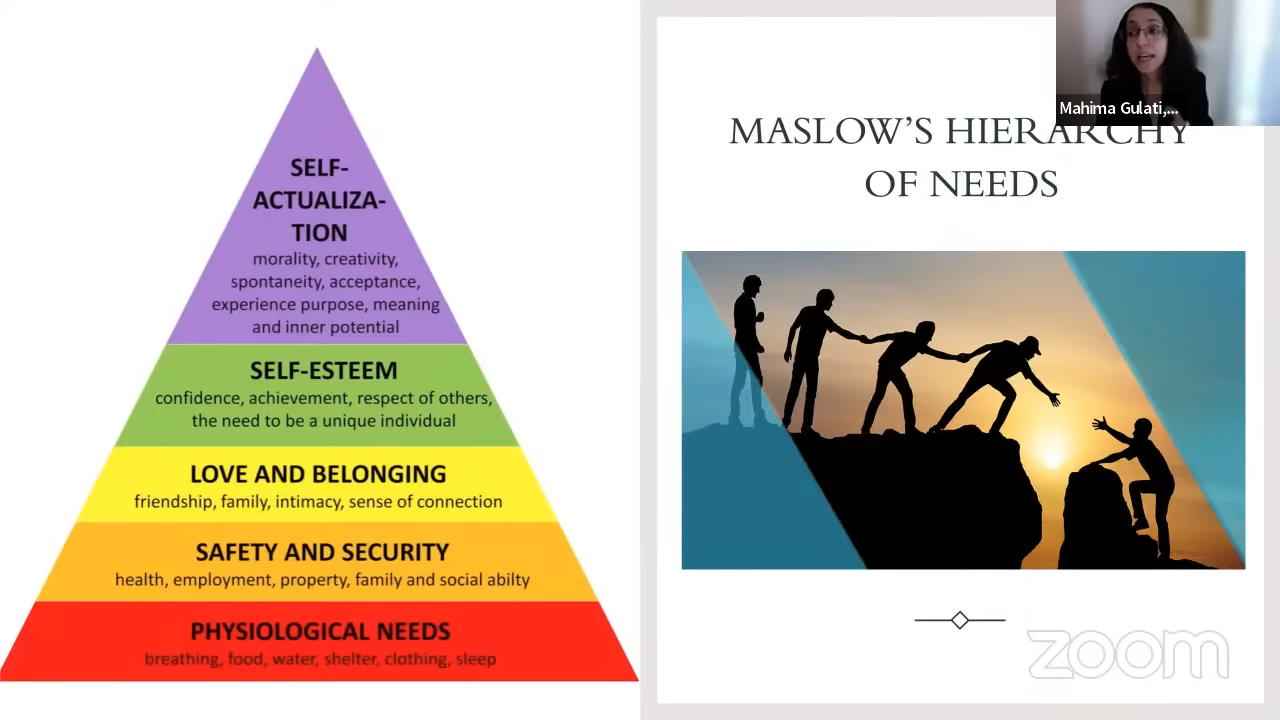 SELF-
ACTUALIZA-
TION
morality, creativity,
spontaneity, acceptance,
experience purpose, meaning
and inner potential
SELF-ESTEEM
confidence, achievement, respect of others,
the need to be a unique individual
LOVE AND BELONGING
friendship, family, intimacy, sense of connection
SAFETY AND SECURITY
health, employment, property, family and social abilty
PHYSIOLOGICAL NEEDS
breathing, food, water, shelter, clothing, sleep
Mahima Gulati,...
MASLOW'S HIERARCHY
OF NEEDS
zoom